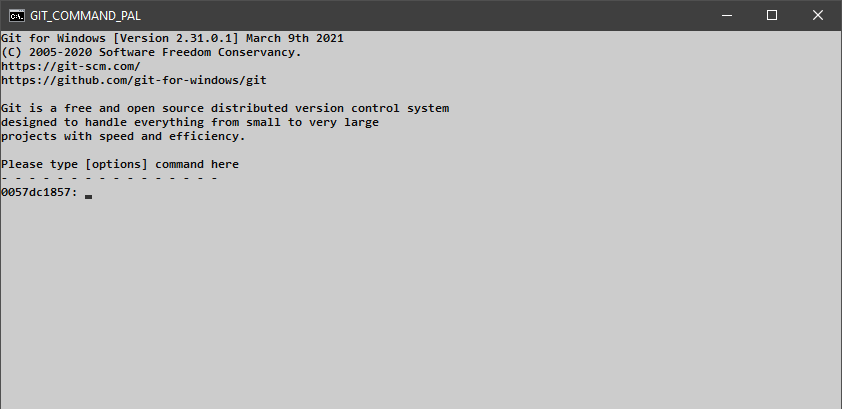 GIT_COMMAND_PAL
Git for Windows [Version 2.31.0.1] March 9th 2021
(C) 2005-2020 Software Freedom Conservancy.
https://git-scm.com/
https://github.com/git-for-windows/git
Git is a free and open source distributed version control system
designed to handle everything from small to very large
projects with speed and efficiency.
Please type [options] command here
- - - - - - - - - - - - - - - -
0057dc1857: